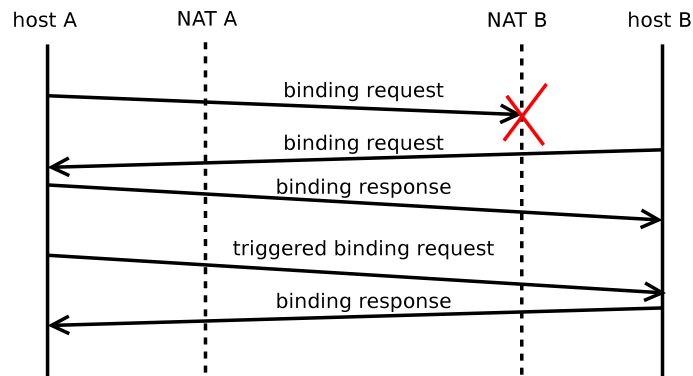 host A
NAT A
NAT B
host B
binding request
binding request
binding response
triggered binding request
binding response